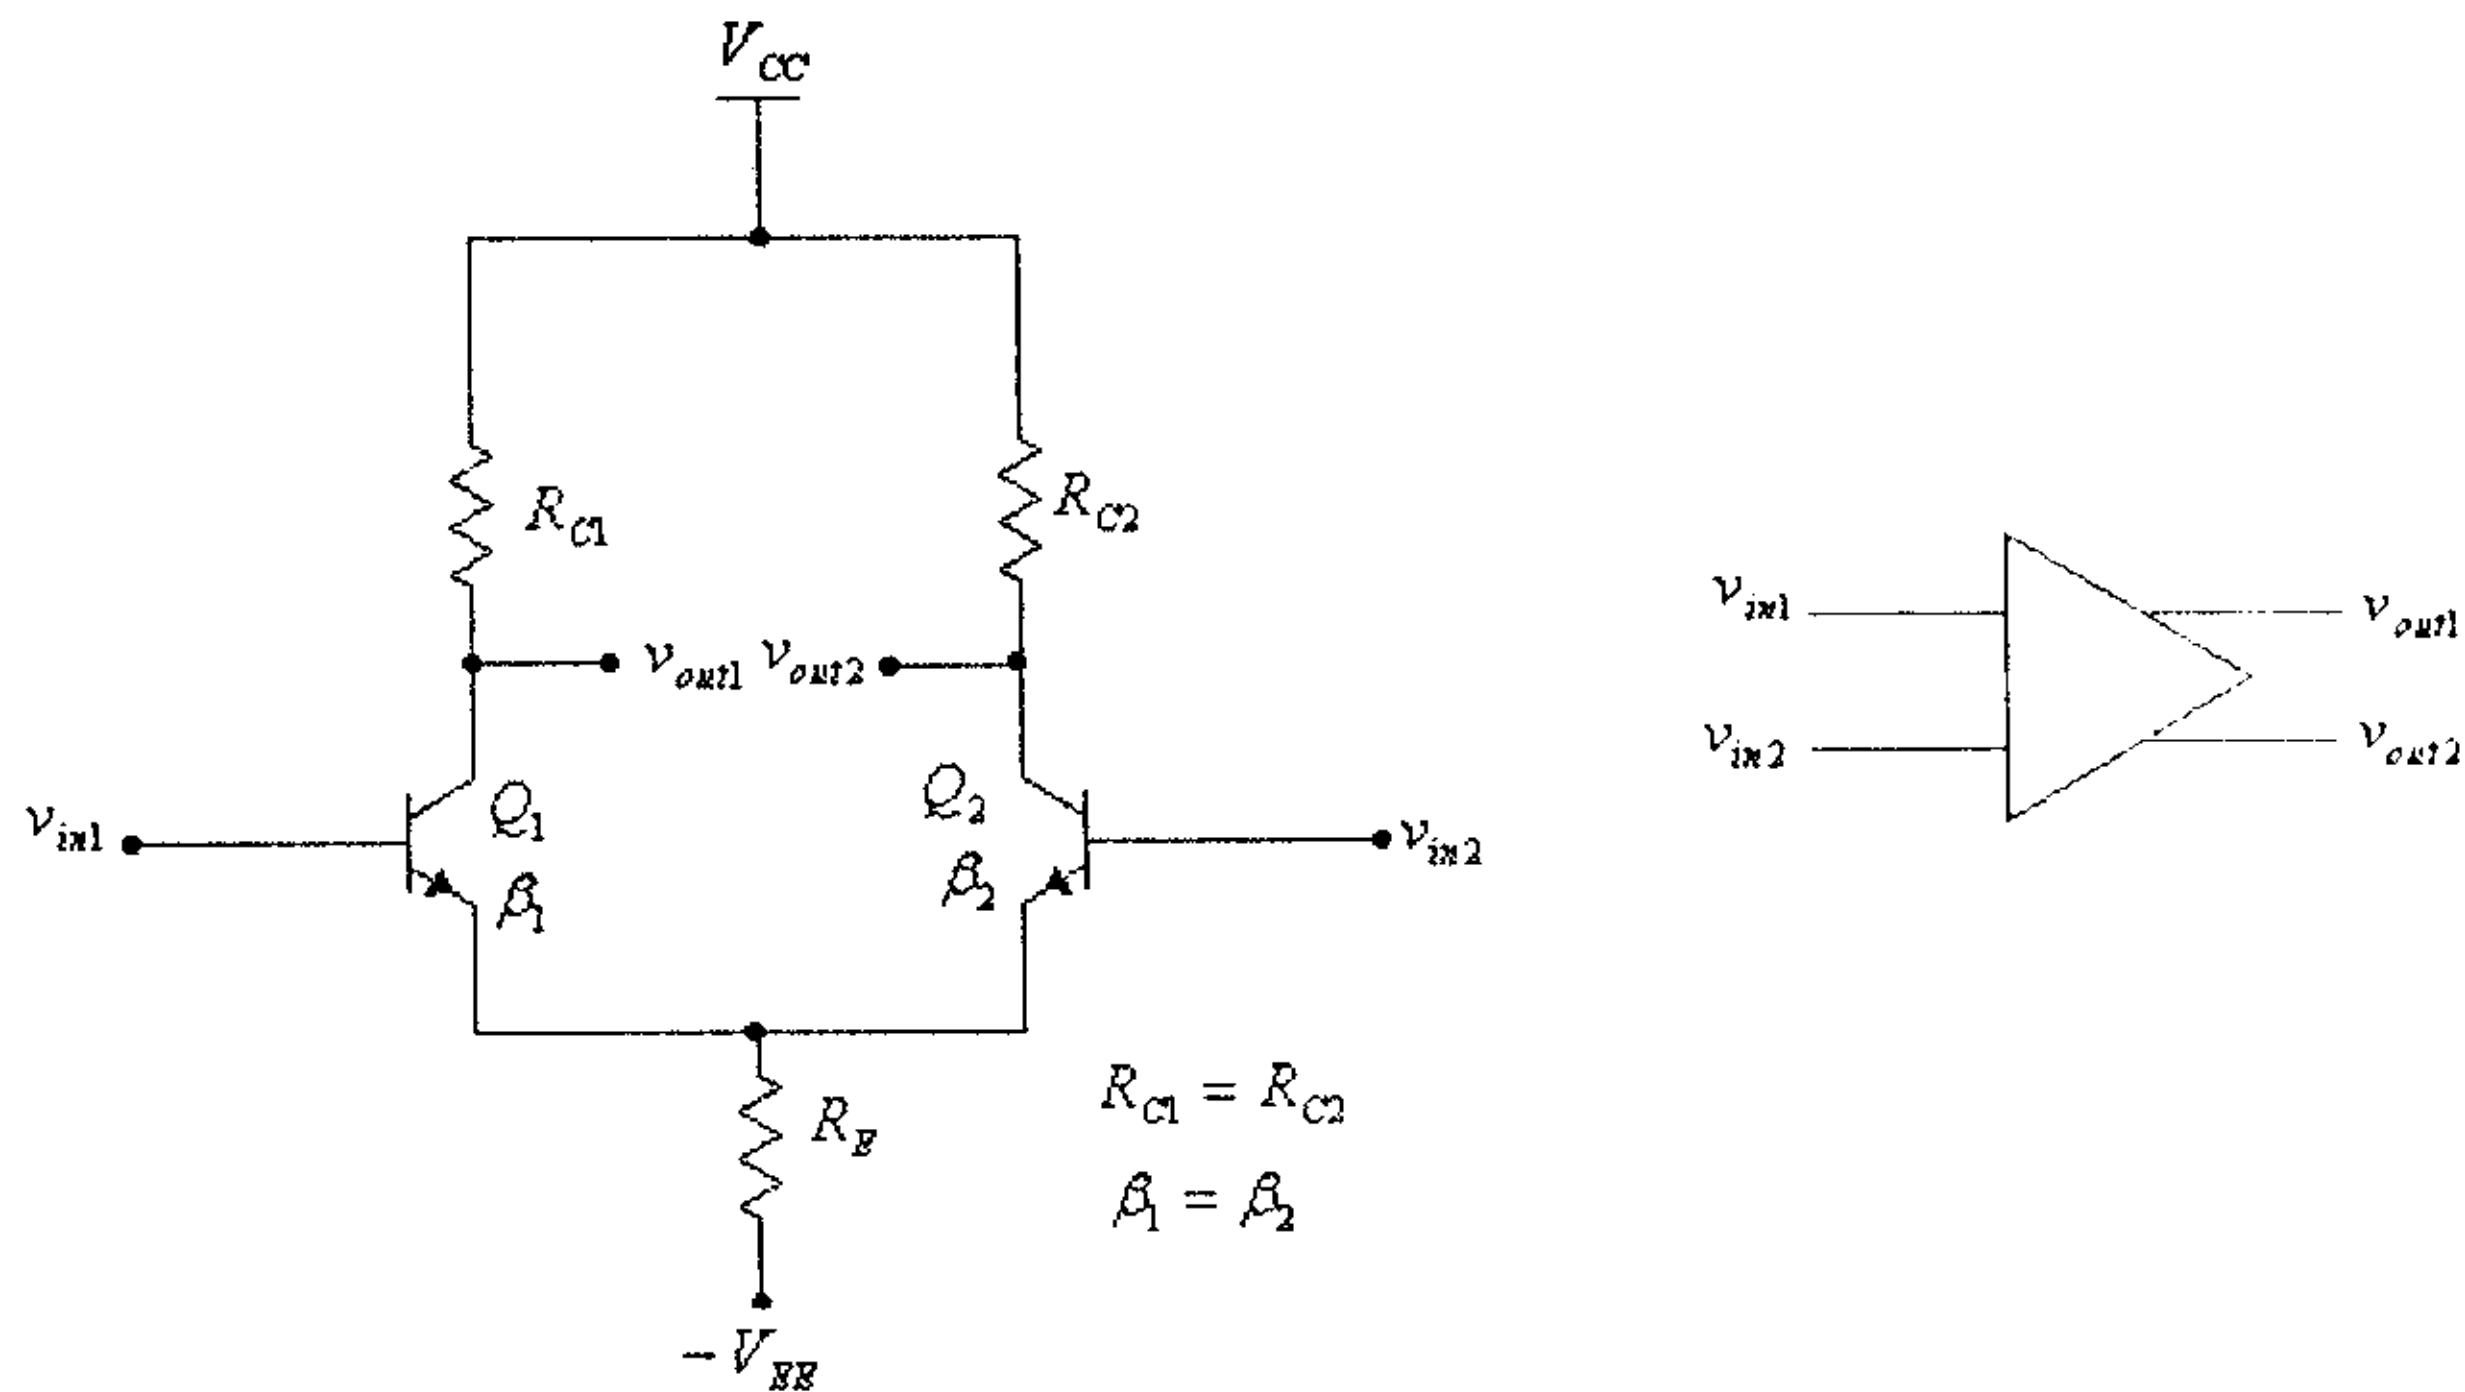 V_CC
R_C1
R_C2
v_out1
v_out2
v_in1
Q_1
β_1
Q_2
β_2
v_in2
R_E
-V_EE
R_C1 = R_C2
β_1 = β_2
v_in1
v_in2
v_out1
v_out2